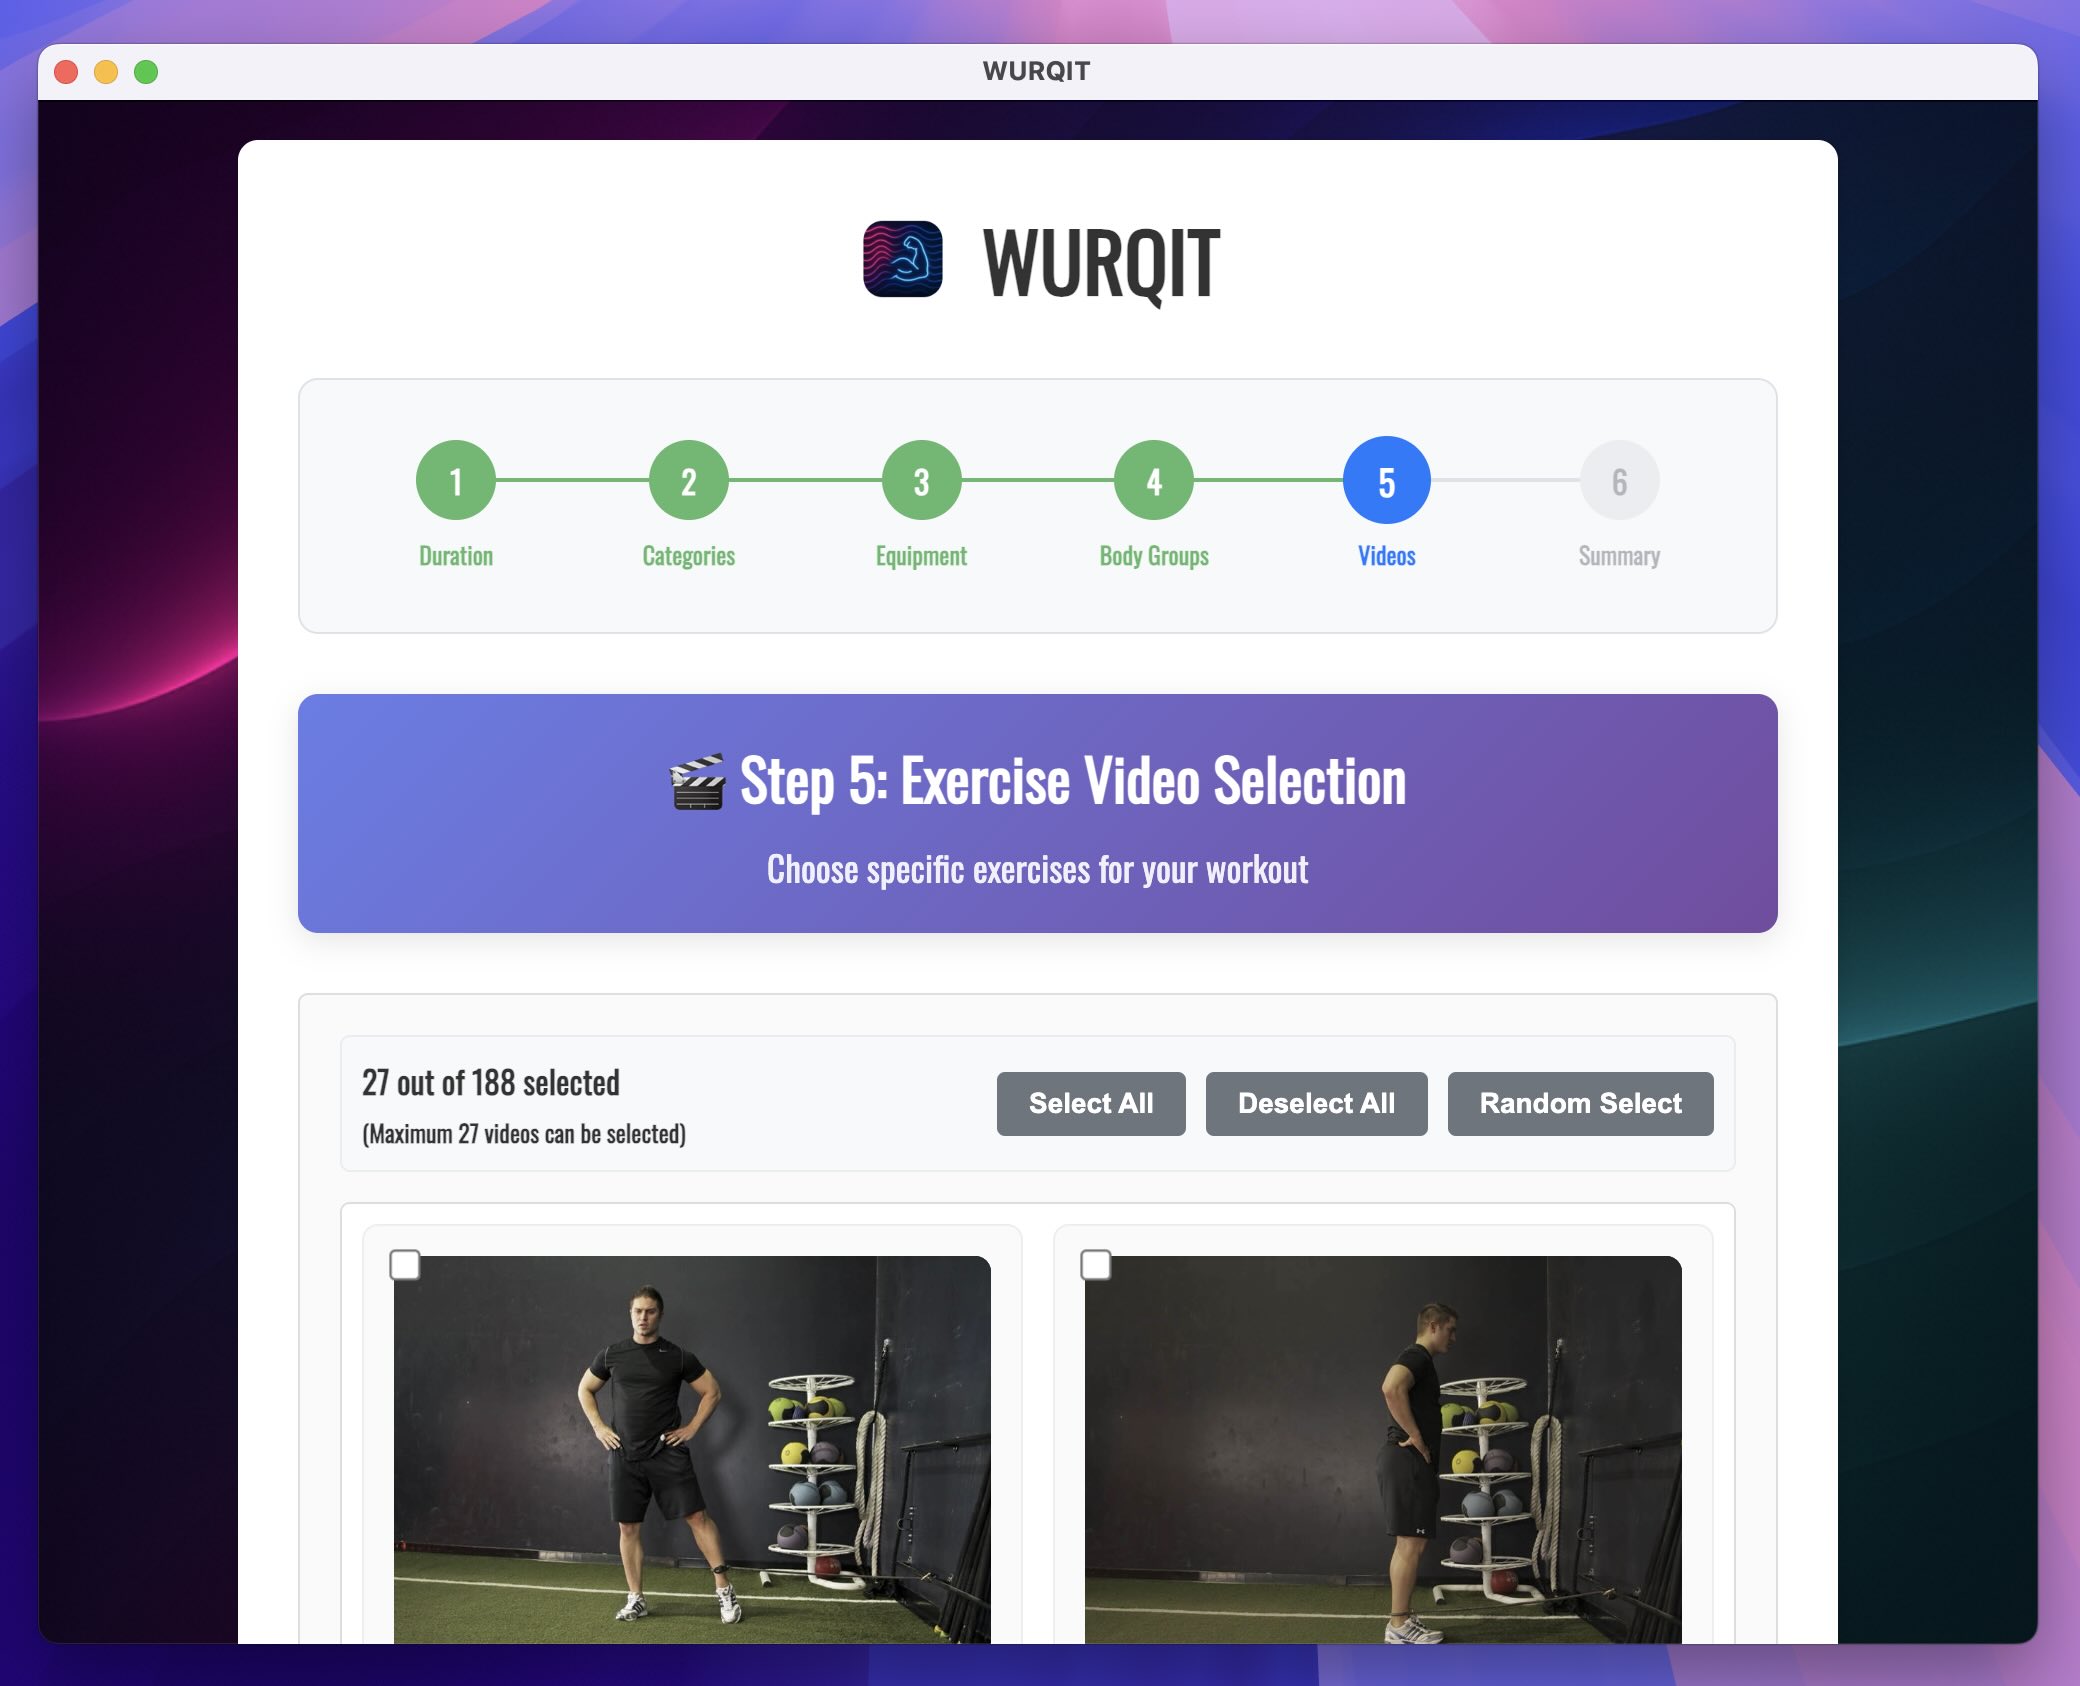 WURQIT
WURQIT
1
2
3
4
5
6
Duration
Categories
Equipment
Body Groups
Videos
Summary
🎬 Step 5: Exercise Video Selection
Choose specific exercises for your workout
27 out of 188 selected
(Maximum 27 videos can be selected)
Select All
Deselect All
Random Select